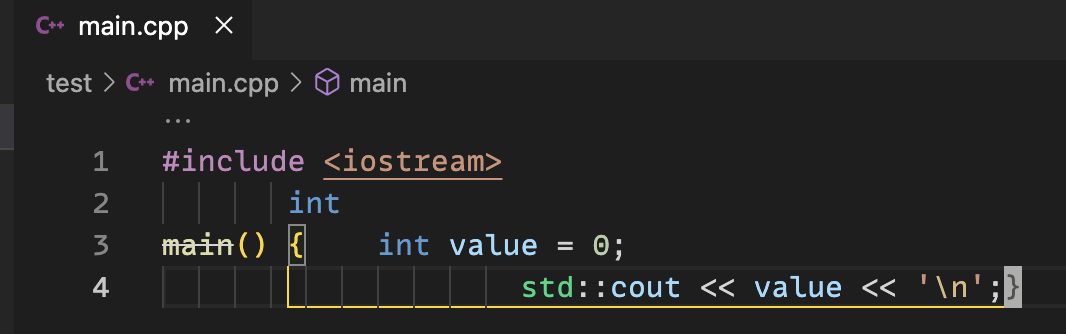 C++ main.cpp ×
test > C++ main.cpp > main
...
1 #include <iostream>
2 int
3 main() { int value = 0;
4 std::cout << value << '\n';}